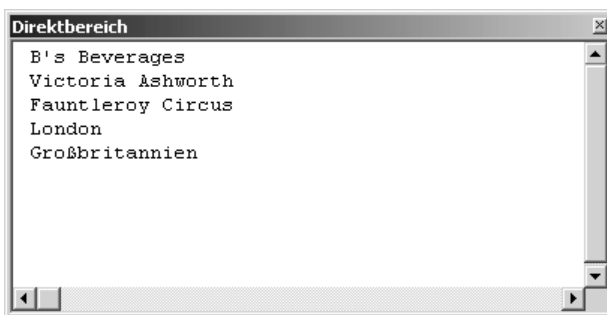 Direktbereich
B's Beverages
Victoria Ashworth
Fauntleroy Circus
London
Großbritannien